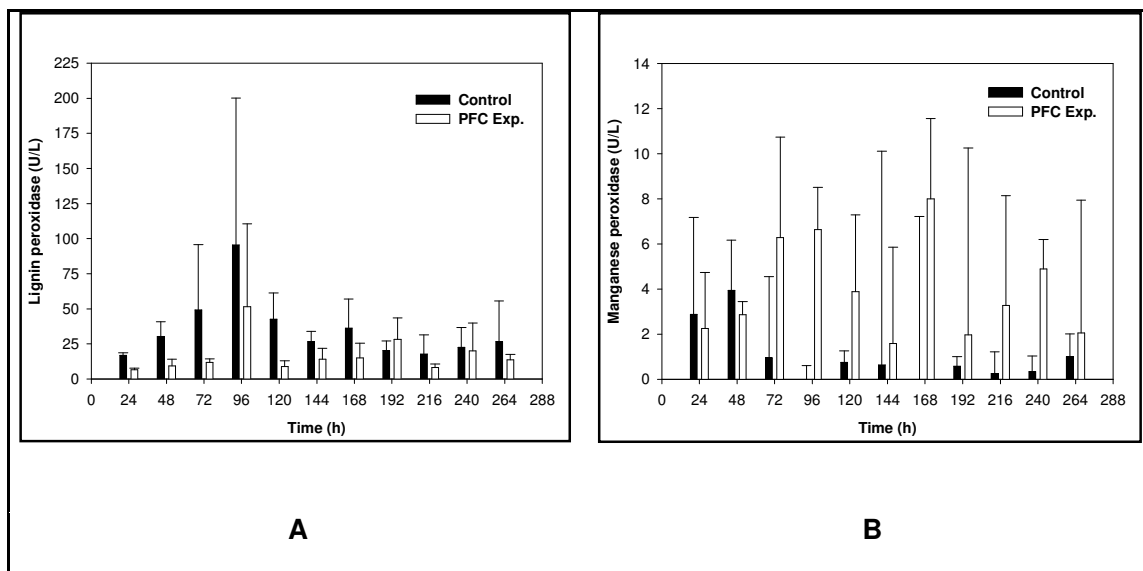 225
200
175
150
125
100
75
50
25
0
Lignin peroxidase (U/L)
Control
PFC Exp.
0 24 48 72 96 120 144 168 192 216 240 264 288
Time (h)
A
14
12
10
8
6
4
2
0
Manganese peroxidase (U/L)
Control
PFC Exp.
0 24 48 72 96 120 144 168 192 216 240 264 288
Time (h)
B